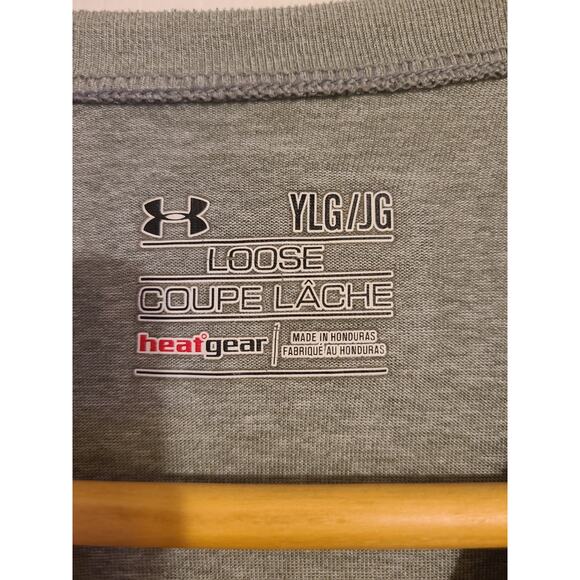 YLG/JG
LOOSE
COUPE LÂCHE
heatgear
MADE IN HONDURAS
FABRIQUÉ AU HONDURAS